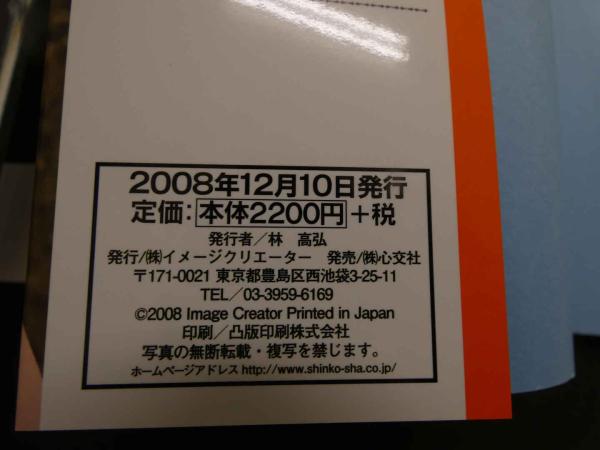 2008年12月10日発行
定価:本体2200円+税
発行者/林 高弘
発行/㈱イメージクリエーター 発売/㈱心交社
〒171-0021 東京都豊島区西池袋3-25-11
TEL/03-3959-6169
©2008 Image Creator Printed in Japan
印刷/凸版印刷株式会社
写真の無断転載・複写を禁じます。
ホームページアドレス http://www.shinko-sha.co.jp/